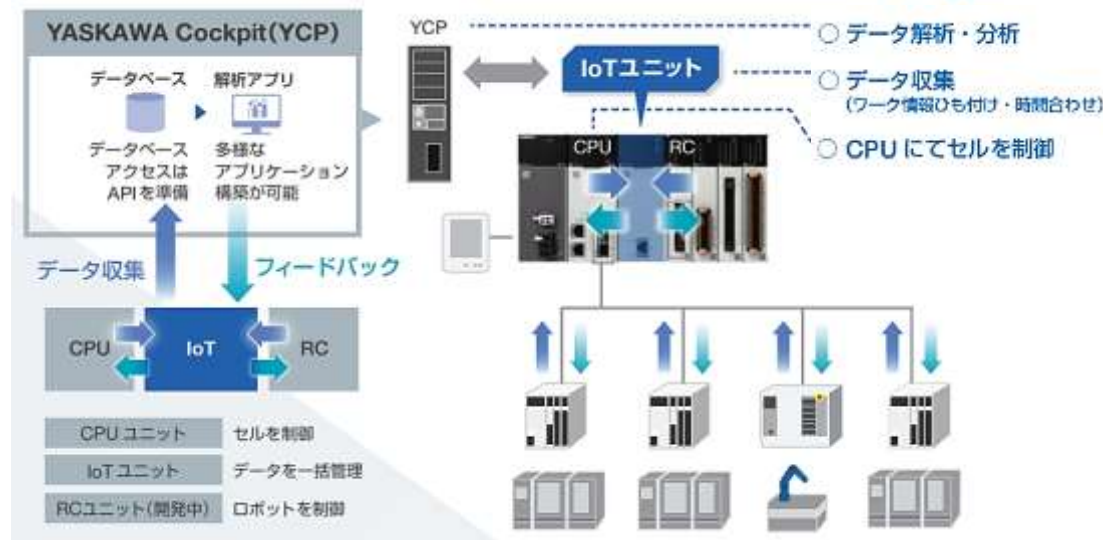 YASKAWA Cockpit(YCP)
データベース
解析アプリ
データベース
アクセスは
APIを準備
多様な
アプリケーション
構築が可能
データ収集
フィードバック
CPU
IoT
RC
CPUユニット
セルを制御
IoTユニット
データを一括管理
RCユニット(開発中)
ロボットを制御
YCP
IoTユニット
○ データ解析・分析
○ データ収集
(ワーク情報ひも付け・時間合わせ)
○ CPUにてセルを制御
CPU
RC